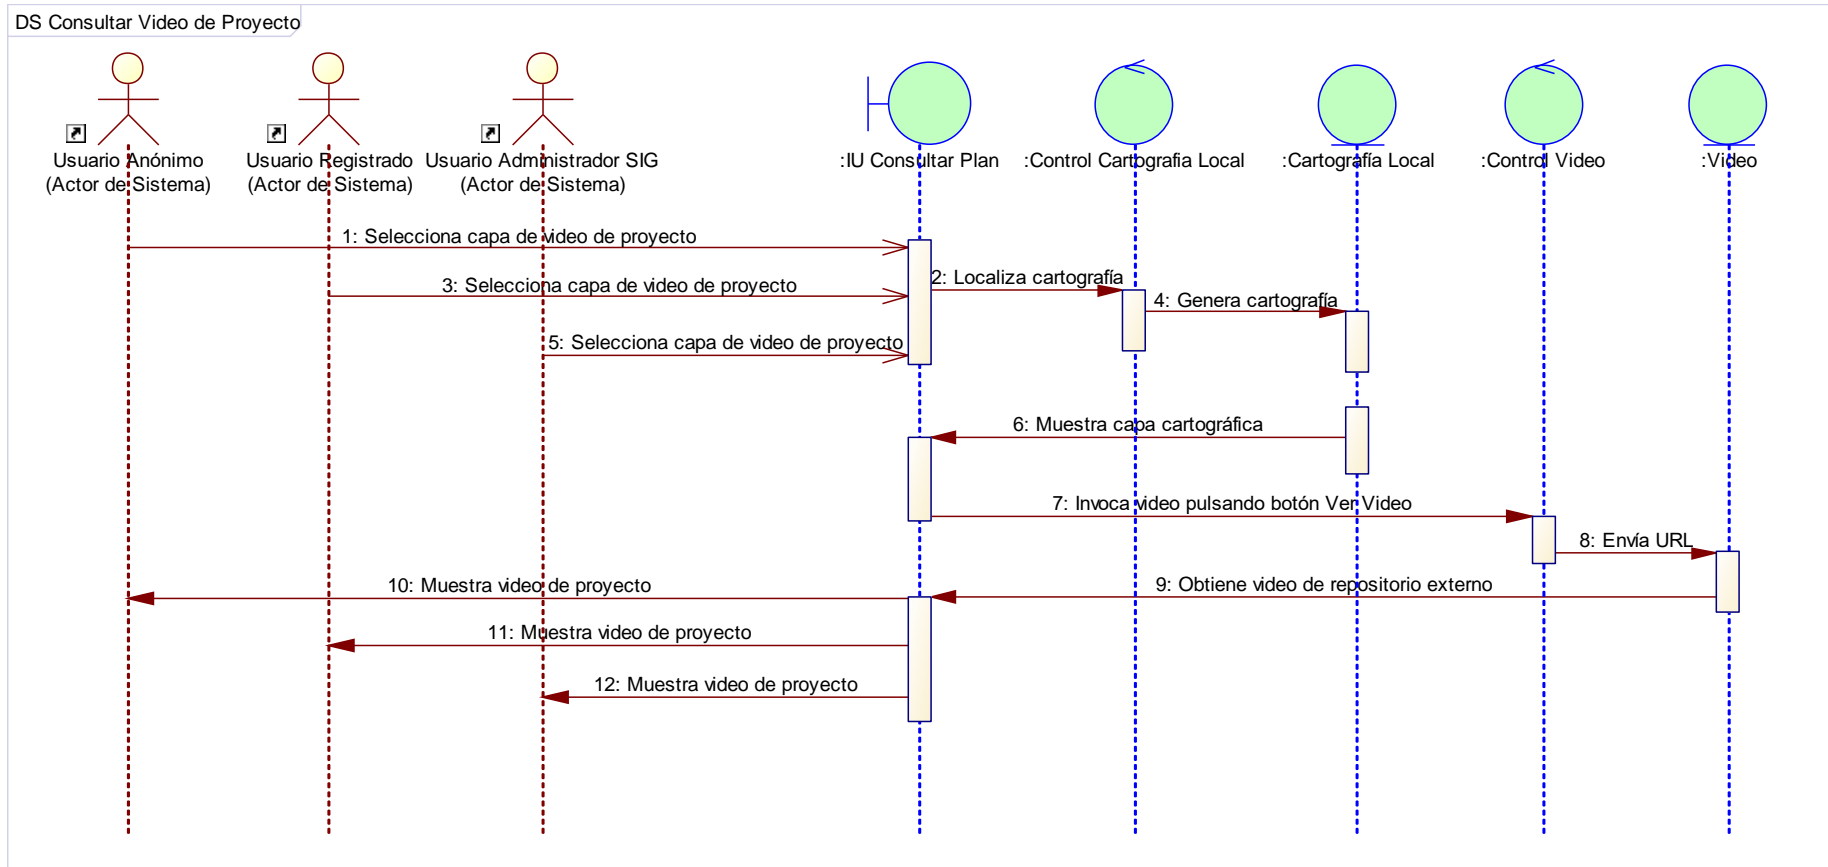 DS Consultar Video de Proyecto
Usuario Anónimo
(Actor de Sistema)
Usuario Registrado
(Actor de Sistema)
Usuario Administrador SIG
(Actor de Sistema)
:IU Consultar Plan
:Control Cartografia Local
:Cartografía Local
:Control Video
:Video
1: Selecciona capa de video de proyecto
2: Localiza cartografía
3: Selecciona capa de video de proyecto
4: Genera cartografía
5: Selecciona capa de video de proyecto
6: Muestra capa cartográfica
7: Invoca video pulsando botón Ver Video
8: Envía URL
9: Obtiene video de repositorio externo
10: Muestra video de proyecto
11: Muestra video de proyecto
12: Muestra video de proyecto